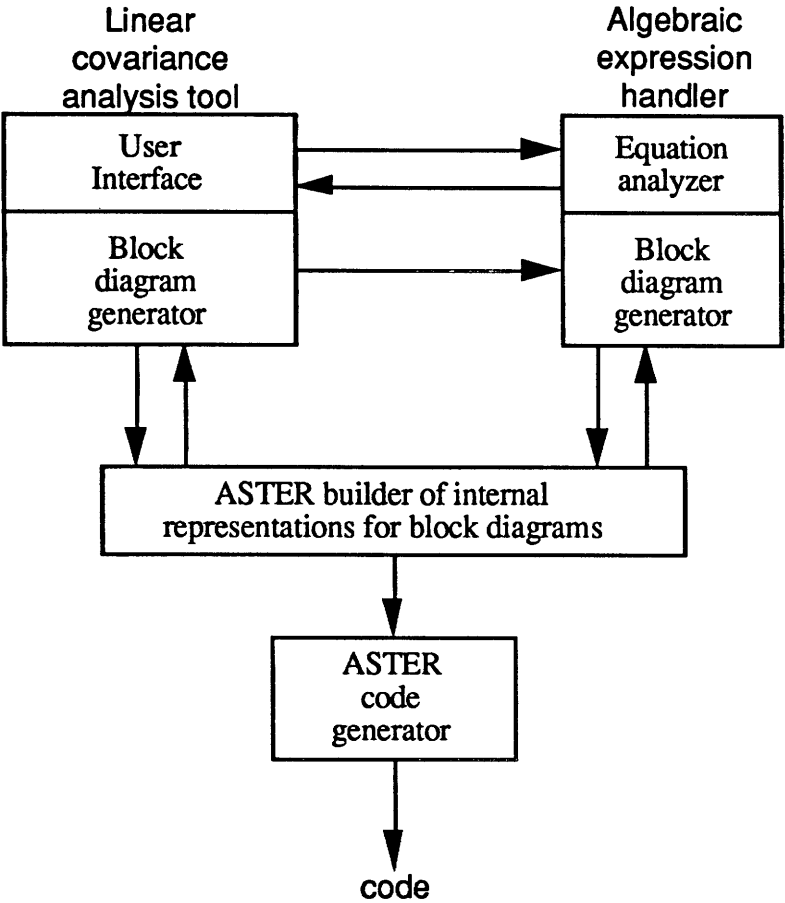 Linear
covariance
analysis tool
Algebraic
expression
handler
User
Interface
Equation
analyzer
Block
diagram
generator
Block
diagram
generator
ASTER builder of internal
representations for block diagrams
ASTER
code
generator
code